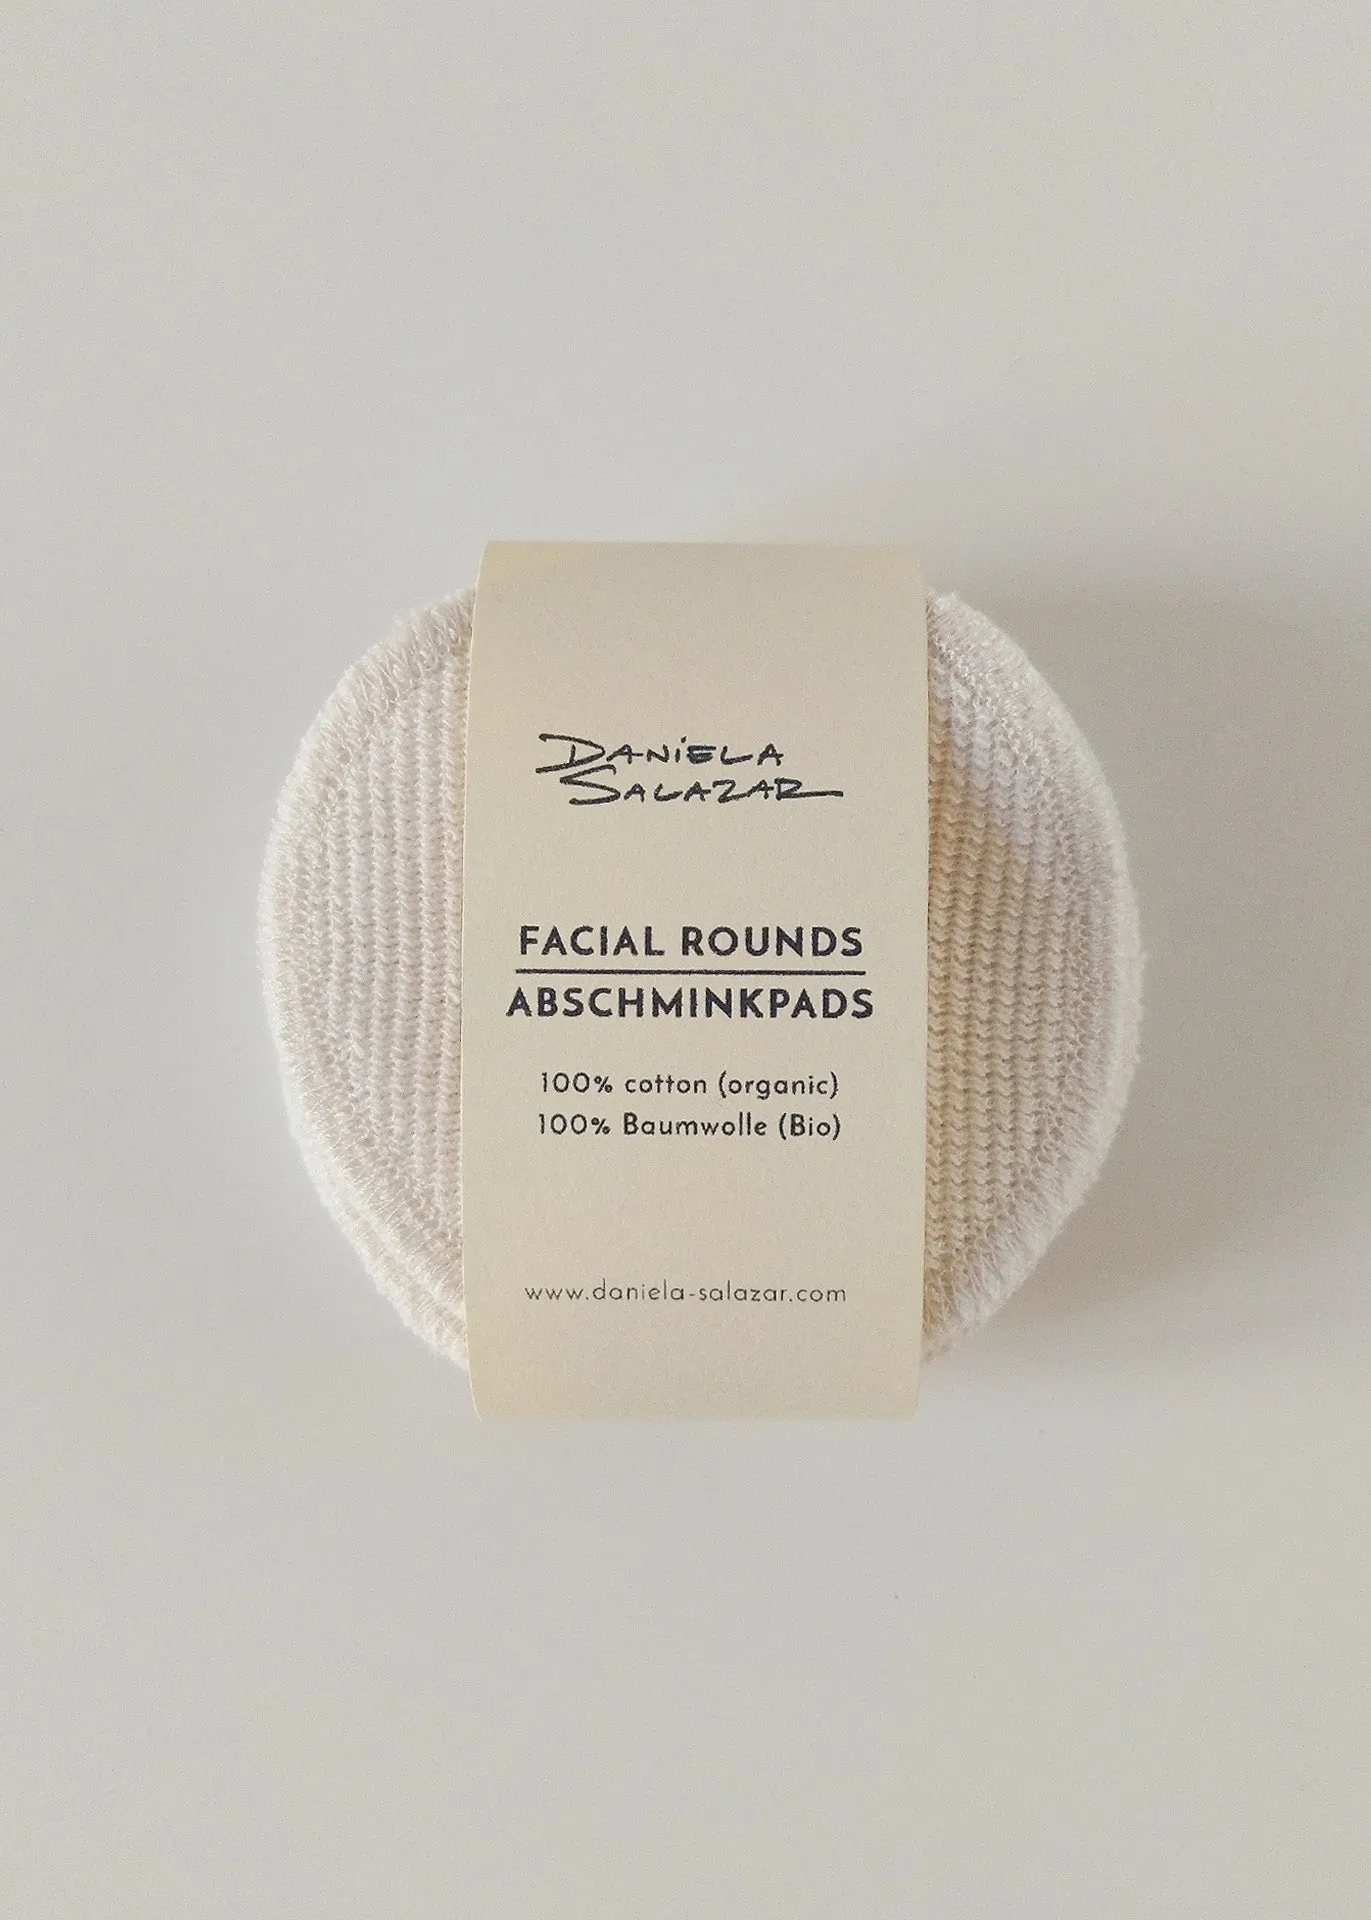 DANiELA
SALAZAR
FACIAL ROUNDS
ABSCHMINKPADS
100% cotton (organic)
100% Baumwolle (Bio)
www.daniela-salazar.com